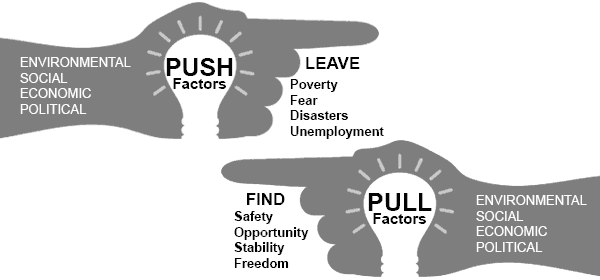 ENVIRONMENTAL
SOCIAL
ECONOMIC
POLITICAL
PUSH
Factors
LEAVE
Poverty
Fear
Disasters
Unemployment
FIND
Safety
Opportunity
Stability
Freedom
PULL
Factors
ENVIRONMENTAL
SOCIAL
ECONOMIC
POLITICAL